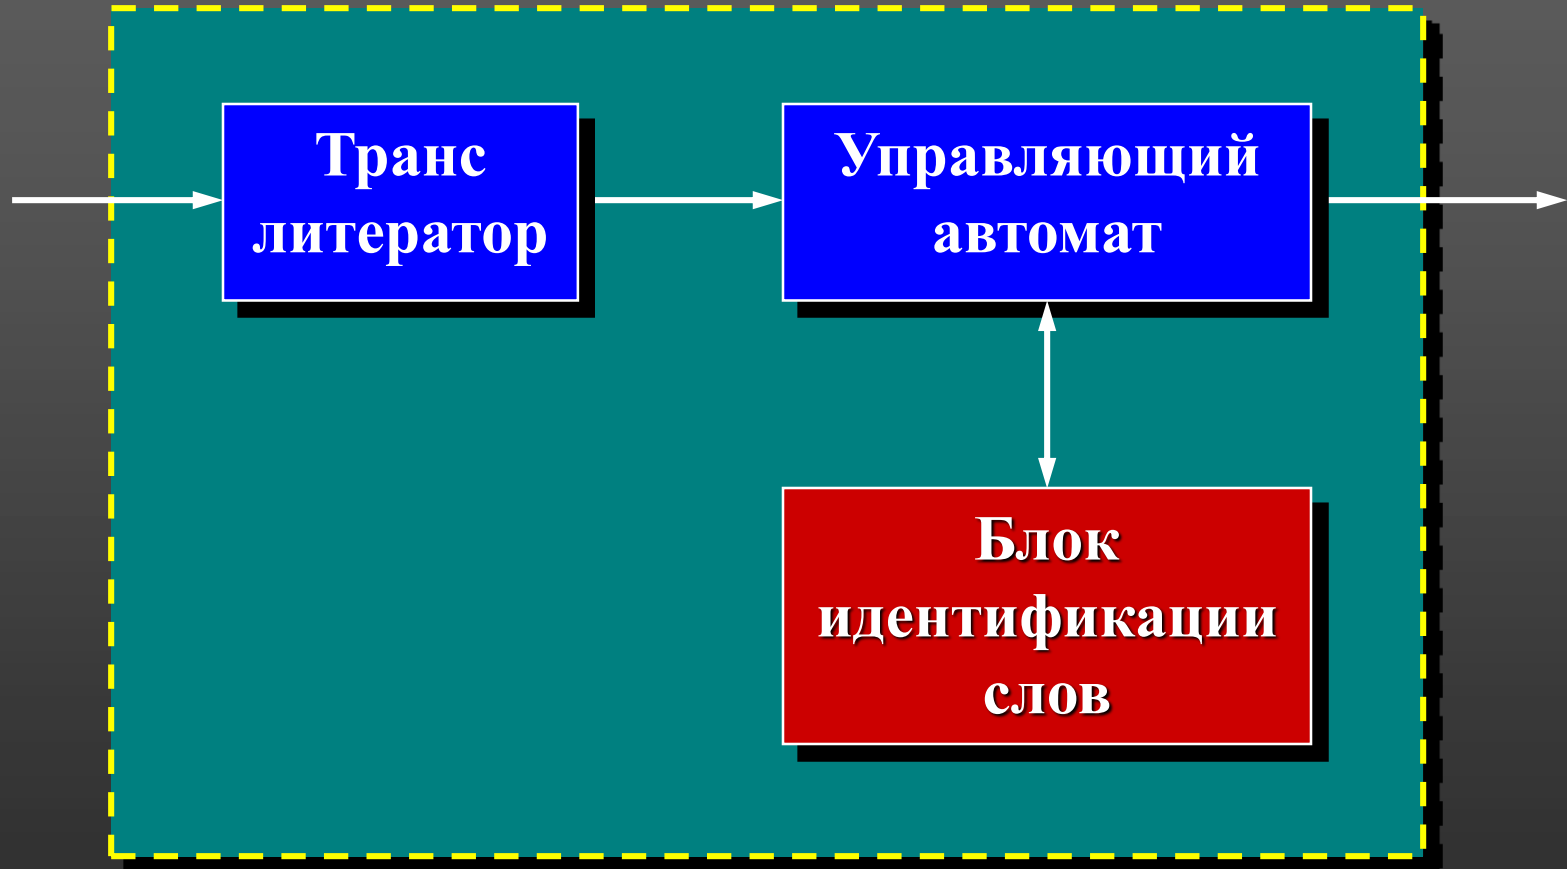 Транс
литератор
Управляющий
автомат
Блок
идентификации
слов